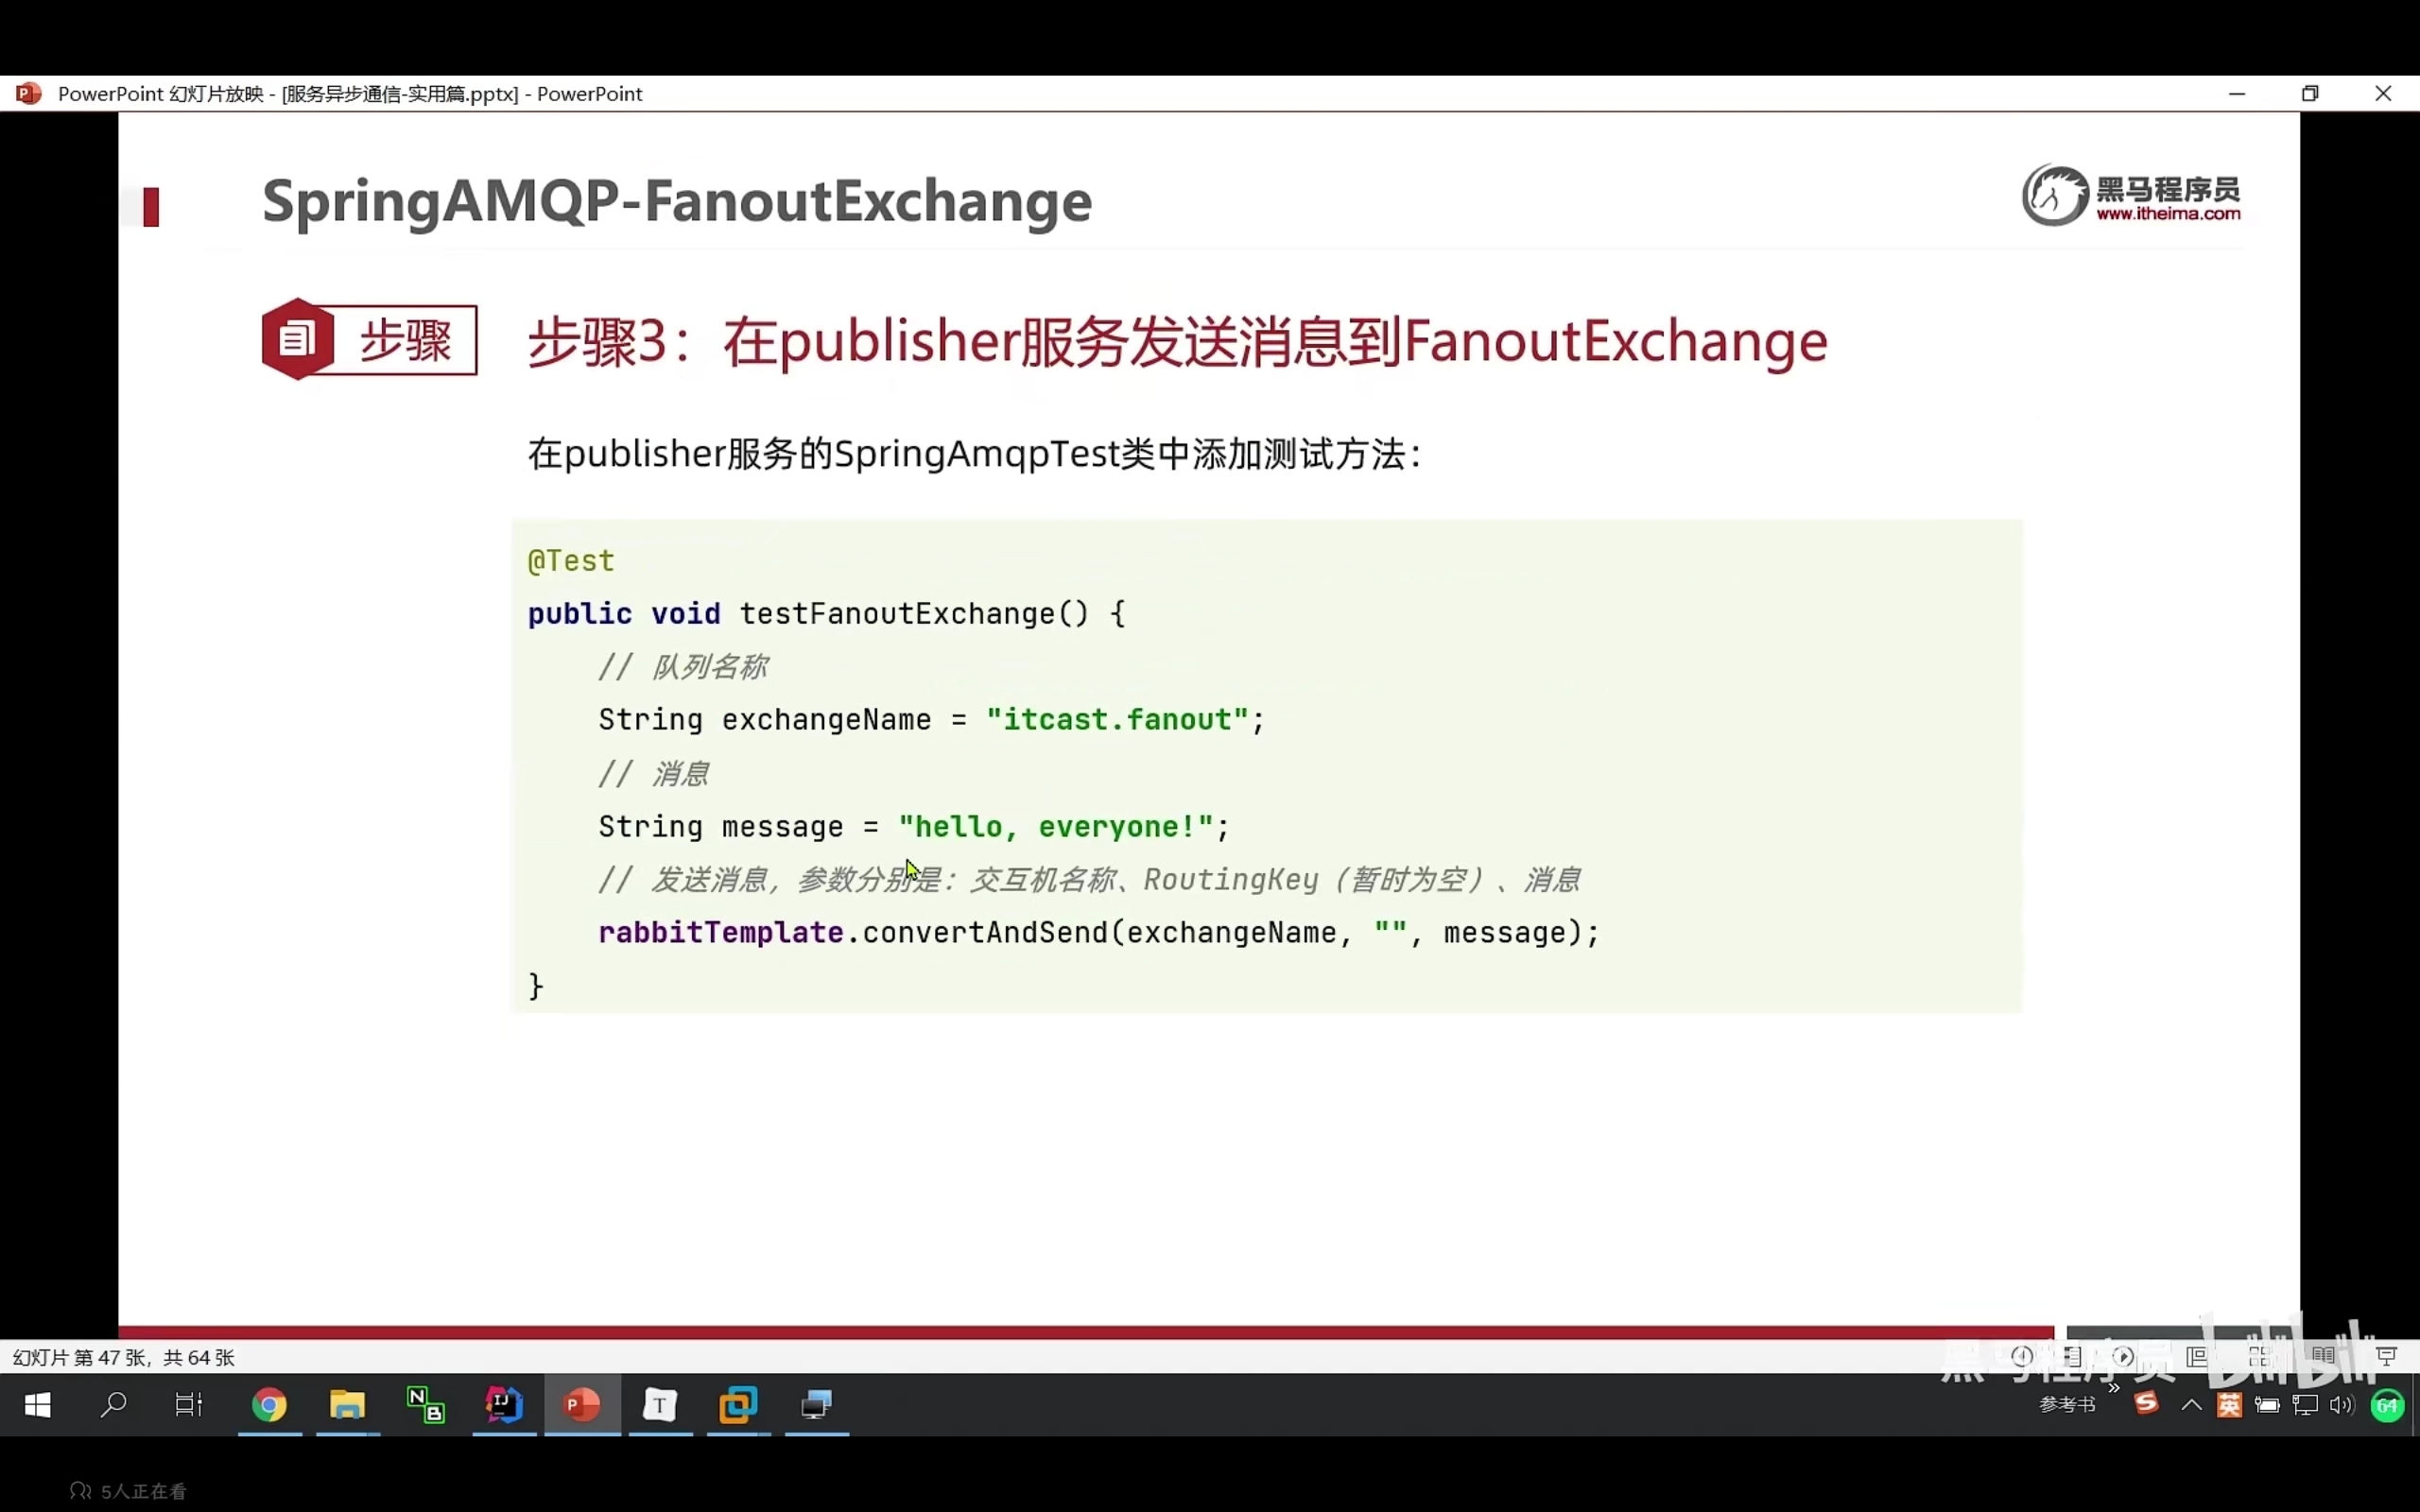 PowerPoint 幻灯片放映 - [服务异步通信-实用篇.pptx] - PowerPoint
SpringAMQP-FanoutExchange
黑马程序员
www.itheima.com
步骤
步骤3：在publisher服务发送消息到FanoutExchange
在publisher服务的SpringAmqpTest类中添加测试方法：
@Test
public void testFanoutExchange() {
// 队列名称
String exchangeName = "itcast.fanout";
// 消息
String message = "hello, everyone!";
// 发送消息，参数分别是：交互机名称、RoutingKey（暂时为空）、消息
rabbitTemplate.convertAndSend(exchangeName, "", message);
}
幻灯片 第 47 张，共 64 张
黑马程序员 bilibili
参考书
英
64
5人正在看